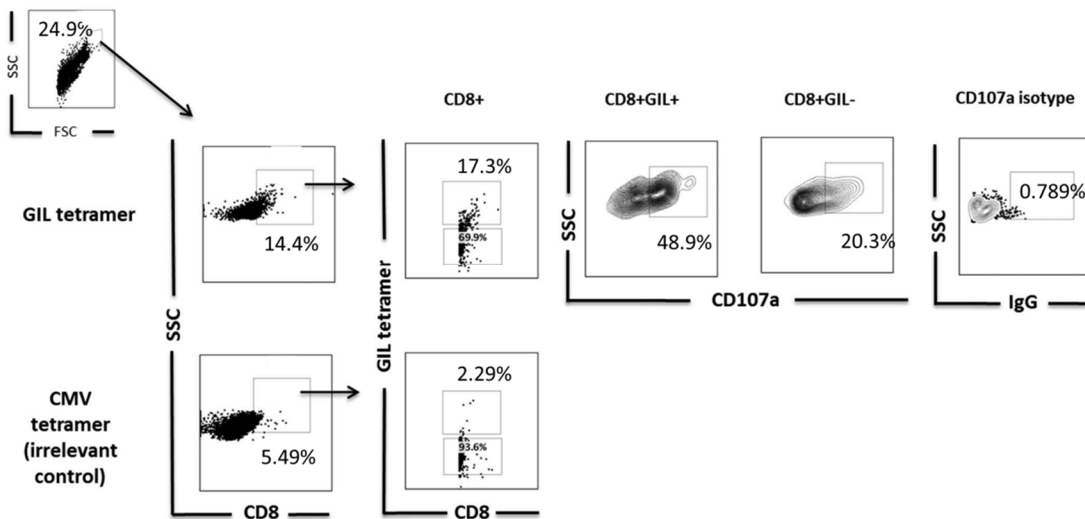 24.9%
SSC
FSC
CD8+
CD8+GIL+
CD8+GIL-
CD107a isotype
GIL tetramer
SSC
14.4%
GIL tetramer
17.3%
69.9%
SSC
48.9%
20.3%
CD107a
SSC
0.789%
IgG
CMV
tetramer
(irrelevant
control)
5.49%
CD8
2.29%
93.6%
CD8